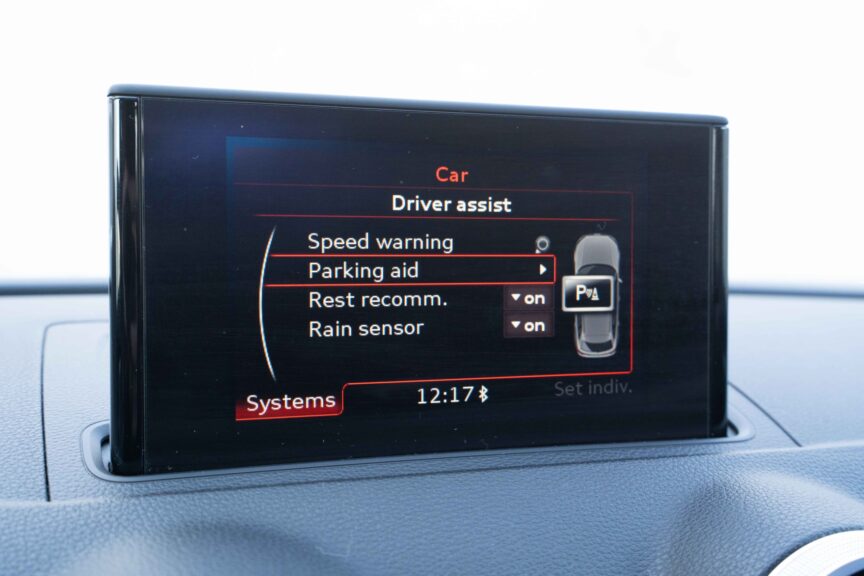 Car
Driver assist
Speed warning
Parking aid
Rest recomm. on
Rain sensor on
P
Systems 12:17 Set indiv.